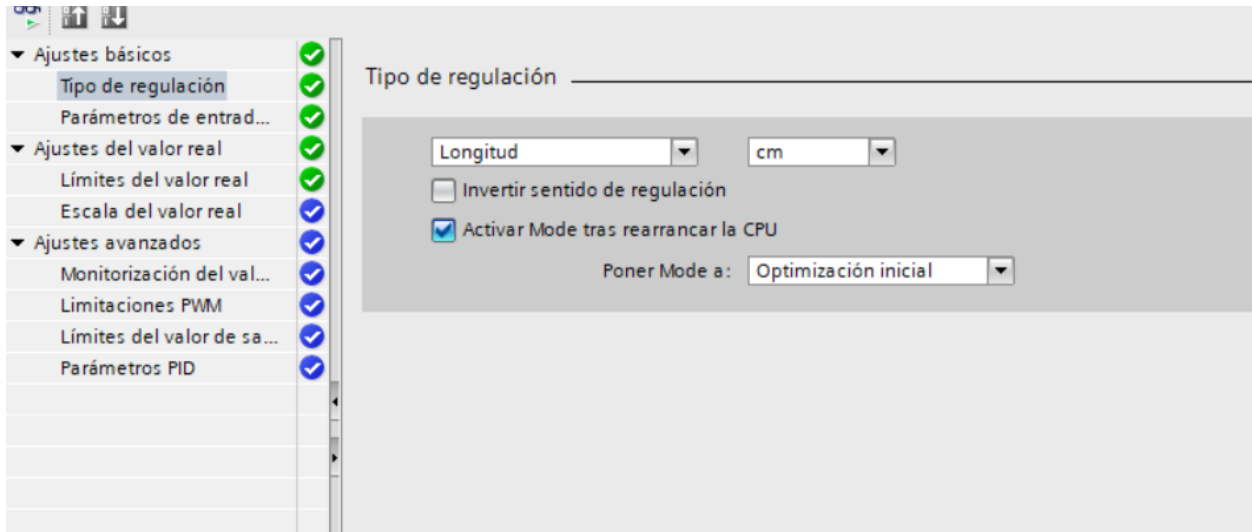 Ajustes básicos
Tipo de regulación
Parámetros de entrad...
Ajustes del valor real
Límites del valor real
Escala del valor real
Ajustes avanzados
Monitorización del val...
Limitaciones PWM
Límites del valor de sa...
Parámetros PID
Tipo de regulación
Longitud cm
Invertir sentido de regulación
Activar Mode tras rearrancar la CPU
Poner Mode a: Optimización inicial